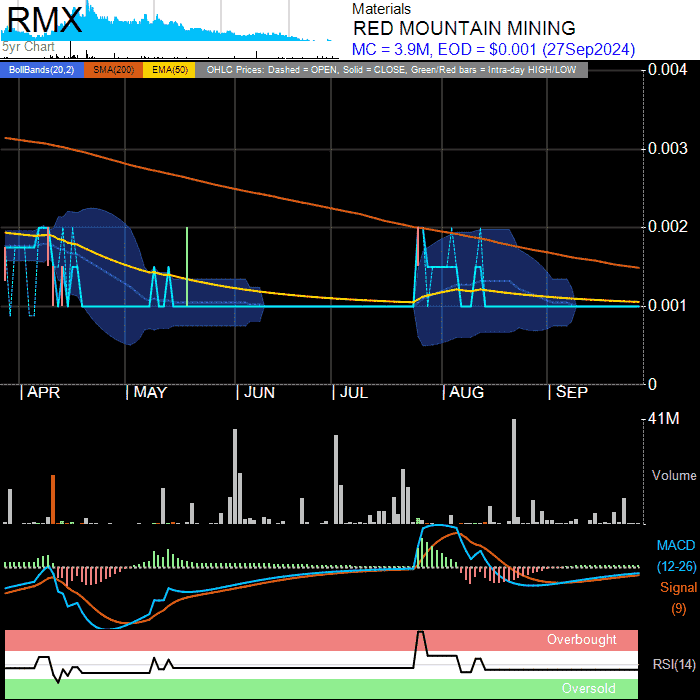 RMX
5yr Chart
Materials
RED MOUNTAIN MINING
MC = 3.9M, EOD = $0.001 (27Sep2024)
BollBands(20,2) SMA(200) EMA(50) OHLC Prices: Dashed = OPEN, Solid = CLOSE, Green/Red bars = Intra-day HIGH/LOW
0.004
0.003
0.002
0.001
0
APR MAY JUN JUL AUG SEP
41M
Volume
MACD
(12-26)
Signal
(9)
Overbought
RSI(14)
Oversold